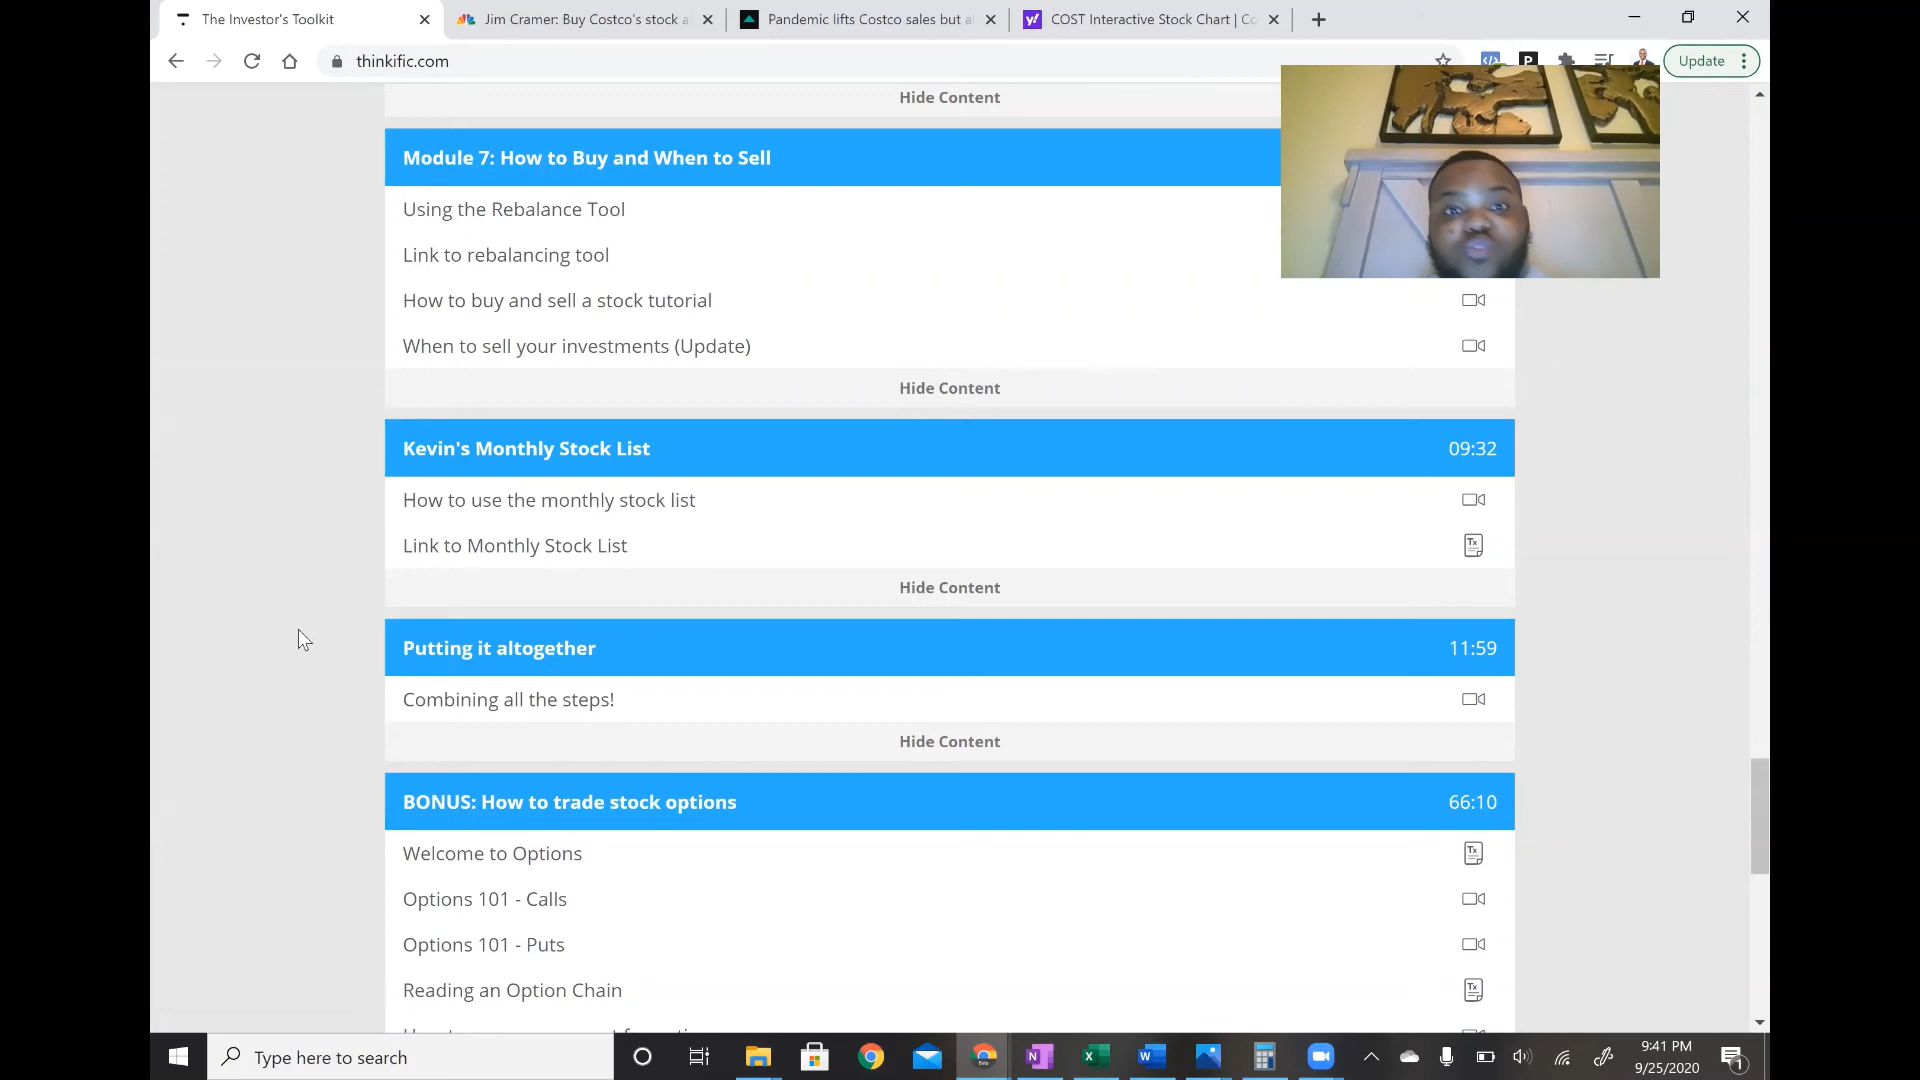 The Investor's Toolkit
Jim Cramer: Buy Costco's stock a
Pandemic lifts Costco sales but a
COST Interactive Stock Chart | Co
thinkific.com
Update
Hide Content
Module 7: How to Buy and When to Sell
Using the Rebalance Tool
Link to rebalancing tool
How to buy and sell a stock tutorial
When to sell your investments (Update)
Hide Content
Kevin's Monthly Stock List 09:32
How to use the monthly stock list
Link to Monthly Stock List
Hide Content
Putting it altogether 11:59
Combining all the steps!
Hide Content
BONUS: How to trade stock options 66:10
Welcome to Options
Options 101 - Calls
Options 101 - Puts
Reading an Option Chain
Type here to search
9:41 PM
9/25/2020